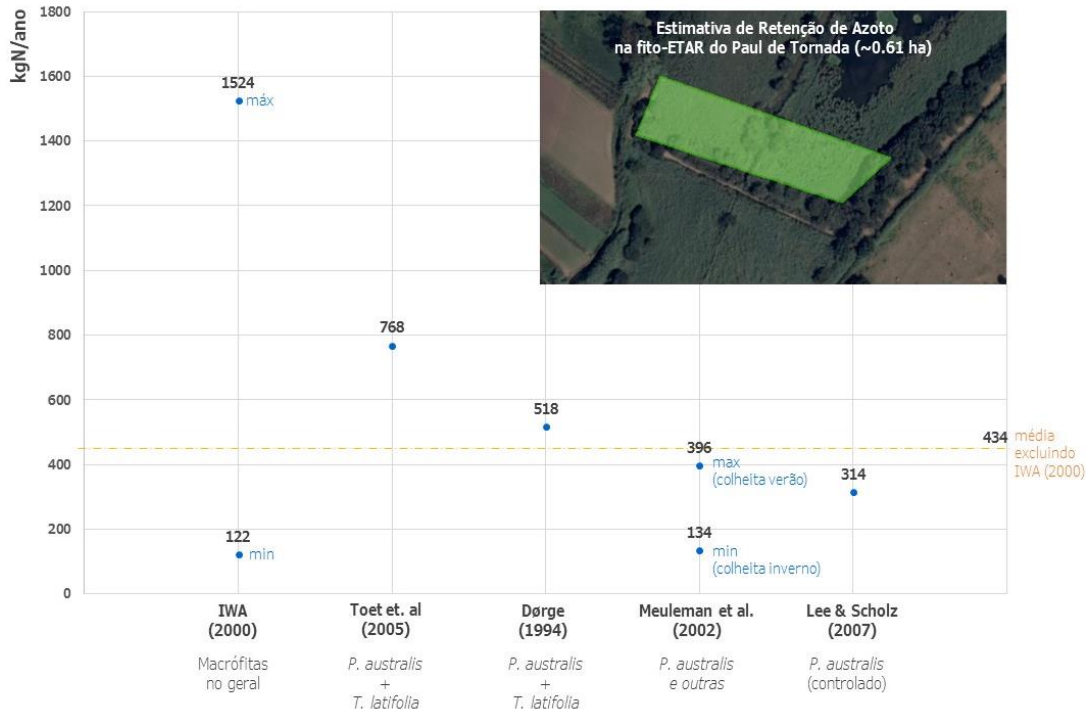 kgN/ano
1800
1600
1400
1200
1000
800
600
400
200
0
Estimativa de Retenção de Azoto
na fito-ETAR do Paul de Tornada (~0.61 ha)
1524
máx
122
min
768
518
396
max
(colheita verão)
134
min
(colheita inverno)
314
434
média
excluindo
IWA (2000)
IWA
(2000)
Macrófitas
no geral
Toet et. al
(2005)
P. australis
+
T. latifolia
Dørge
(1994)
P. australis
+
T. latifolia
Meuleman et al.
(2002)
P. australis
e outras
Lee & Scholz
(2007)
P. australis
(controlado)